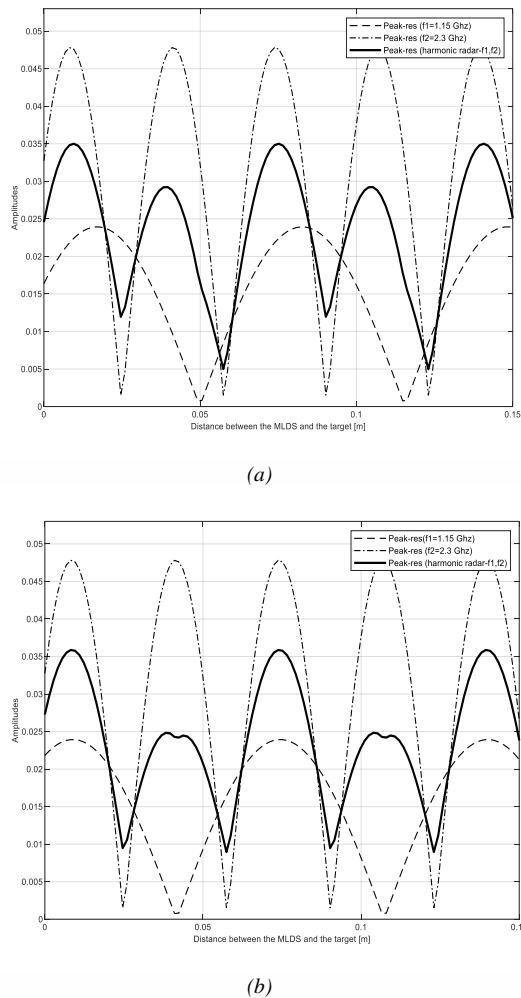 0.05
0.045
0.04
0.035
0.03
0.025
0.02
0.015
0.01
0.005
0
Amplitudes
Peak-res (f1=1.15 Ghz)
Peak-res (f2=2.3 Ghz)
Peak-res (harmonic radar-f1,f2)
0 0.05 0.1 0.15
Distance between the MLDS and the target [m]
(a)
0.05
0.045
0.04
0.035
0.03
0.025
0.02
0.015
0.01
0.005
0
Amplitudes
Peak-res(f1=1.15 Ghz)
Peak-res (f2=2.3 Ghz)
Peak-res (harmonic radar-f1,f2)
0 0.05 0.1 0.1
Distance between the MLDS and the target [m]
(b)